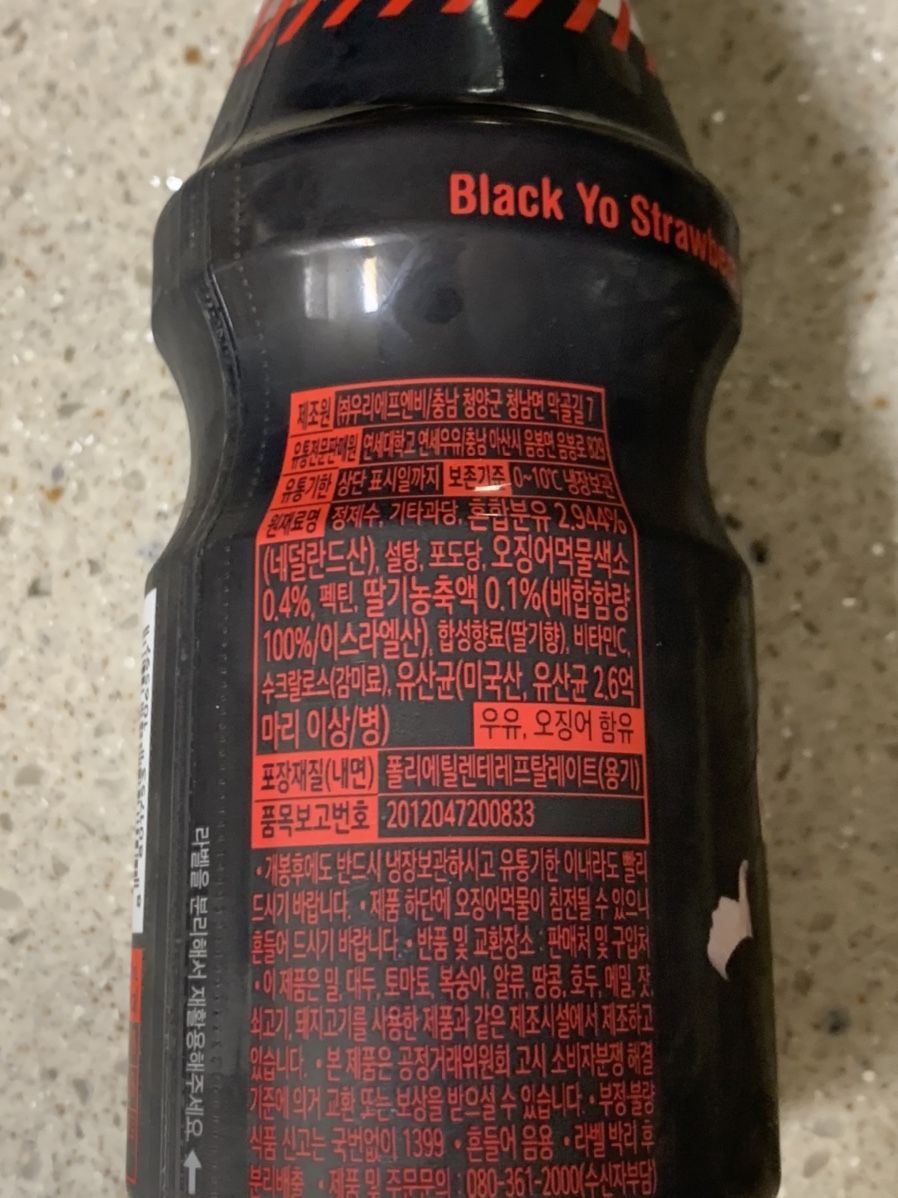 Black Yo Strawbe
제조원 ㈜우리에프엔비/충남 청양군 청남면 막골길 7
유통전문판매원 연세대학교 연세우유/충남 아산시 음봉면 음봉로 829
유통기한 상단 표시일까지 보존기준 0~10℃ 냉장보관
원재료명 정제수, 기타과당, 혼합분유 2.944%
(네덜란드산), 설탕, 포도당, 오징어먹물색소
0.4%, 펙틴, 딸기농축액 0.1%(배합함량
100%/이스라엘산), 합성향료(딸기향), 비타민C,
수크랄로스(감미료), 유산균(미국산, 유산균 2.6억
마리 이상/병) 우유, 오징어 함유
포장재질(내면) 폴리에틸렌테레프탈레이트(용기)
품목보고번호 2012047200833
•개봉후에도 반드시 냉장보관하시고 유통기한 이내라도 빨리
드시기 바랍니다. •제품 하단에 오징어먹물이 침전될 수 있으니
흔들어 드시기 바랍니다. •반품 및 교환장소 : 판매처 및 구입처
•이 제품은 밀, 대두, 토마토, 복숭아, 알류, 땅콩, 호두, 메밀, 잣,
쇠고기, 돼지고기를 사용한 제품과 같은 제조시설에서 제조하고
있습니다. •본 제품은 공정거래위원회 고시 소비자분쟁 해결
기준에 의거 교환 또는 보상을 받으실 수 있습니다. •부정·불량
식품 신고는 국번없이 1399 •흔들어 음용 •라벨 박리 후
분리배출 •제품 및 주문문의 : 080-361-2000(수신자부담)
라벨을 분리해서 재활용해주세요.